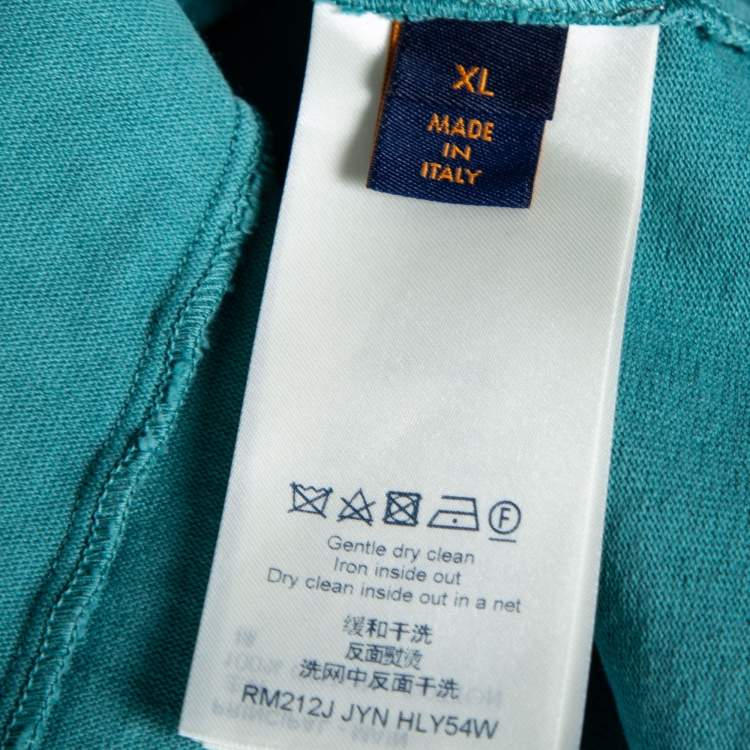 XL
MADE
IN
ITALY
F
Gentle dry clean
Iron inside out
Dry clean inside out in a net
缓和干洗
反面熨烫
洗网中反面干洗
RM212J JYN HLY54W